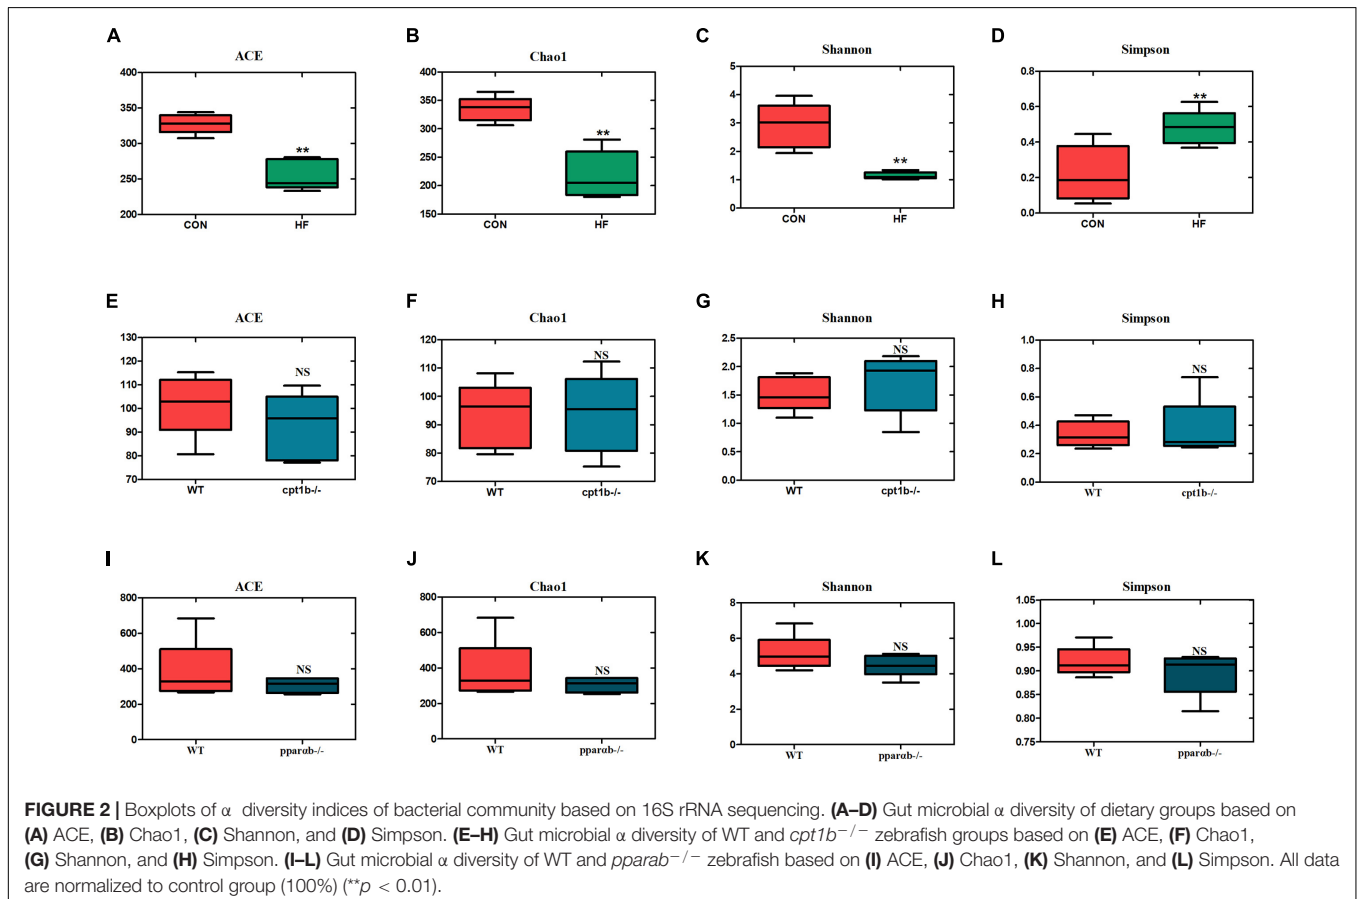 A
ACE
400
350
300
250
200
**
CON
HF
B
Chao1
400
350
300
250
200
150
**
CON
HF
C
Shannon
5
4
3
2
1
0
**
CON
HF
D
Simpson
0.8
0.6
0.4
0.2
0.0
**
CON
HF
E
ACE
130
120
110
100
90
80
70
NS
WT
cpt1b-/-
F
Chao1
120
110
100
90
80
70
NS
WT
cpt1b-/-
G
Shannon
2.5
2.0
1.5
1.0
0.5
0.0
NS
WT
cpt1b-/-
H
Simpson
1.0
0.8
0.6
0.4
0.2
0.0
NS
WT
cpt1b-/-
I
ACE
800
600
400
200
0
NS
WT
pparαb-/-
J
Chao1
800
600
400
200
0
NS
WT
pparαb-/-
K
Shannon
8
6
4
2
0
NS
WT
pparαb-/-
L
Simpson
1.05
1.00
0.95
0.90
0.85
0.80
0.75
NS
WT
pparαb-/-
FIGURE 2 | Boxplots of α diversity indices of bacterial community based on 16S rRNA sequencing. (A–D) Gut microbial α diversity of dietary groups based on
(A) ACE, (B) Chao1, (C) Shannon, and (D) Simpson. (E–H) Gut microbial α diversity of WT and cpt1b−/− zebrafish groups based on (E) ACE, (F) Chao1,
(G) Shannon, and (H) Simpson. (I–L) Gut microbial α diversity of WT and pparab−/− zebrafish based on (I) ACE, (J) Chao1, (K) Shannon, and (L) Simpson. All data
are normalized to control group (100%) (**p < 0.01).